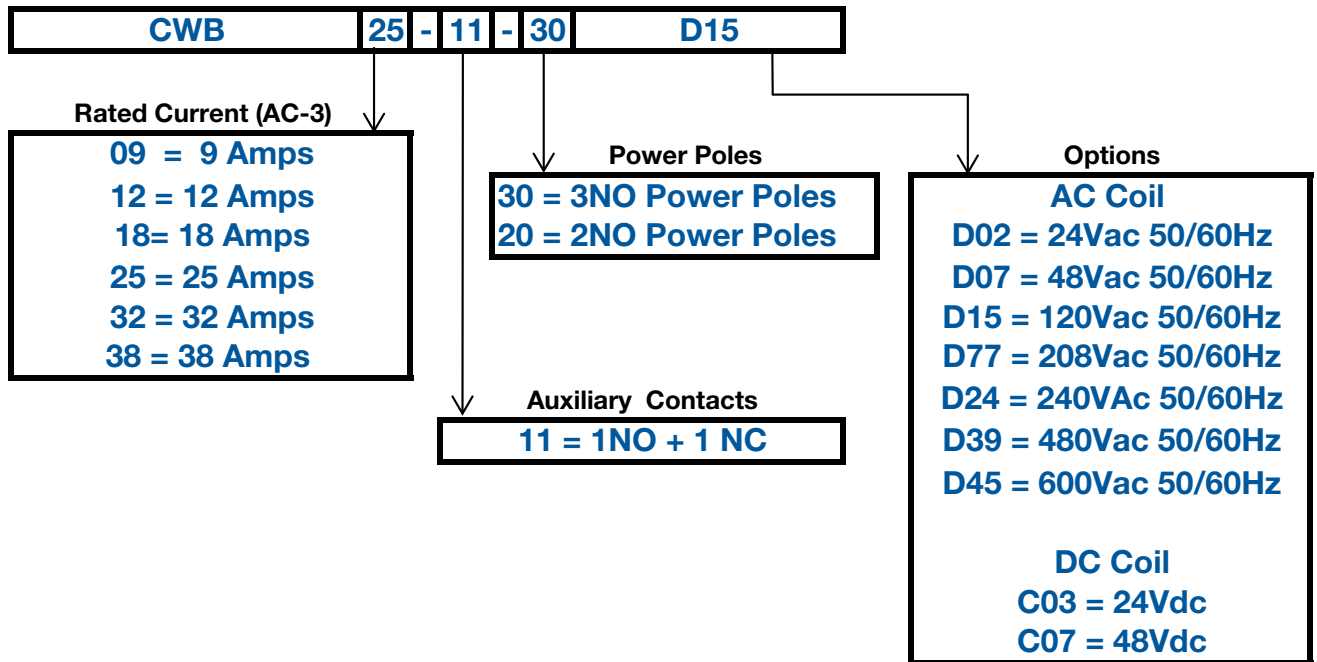 CWB 25 - 11 - 30 D15
Rated Current (AC-3)
09 = 9 Amps
12 = 12 Amps
18= 18 Amps
25 = 25 Amps
32 = 32 Amps
38 = 38 Amps
Power Poles
30 = 3NO Power Poles
20 = 2NO Power Poles
Auxiliary Contacts
11 = 1NO + 1 NC
Options
AC Coil
D02 = 24Vac 50/60Hz
D07 = 48Vac 50/60Hz
D15 = 120Vac 50/60Hz
D77 = 208Vac 50/60Hz
D24 = 240VAc 50/60Hz
D39 = 480Vac 50/60Hz
D45 = 600Vac 50/60Hz
DC Coil
C03 = 24Vdc
C07 = 48Vdc